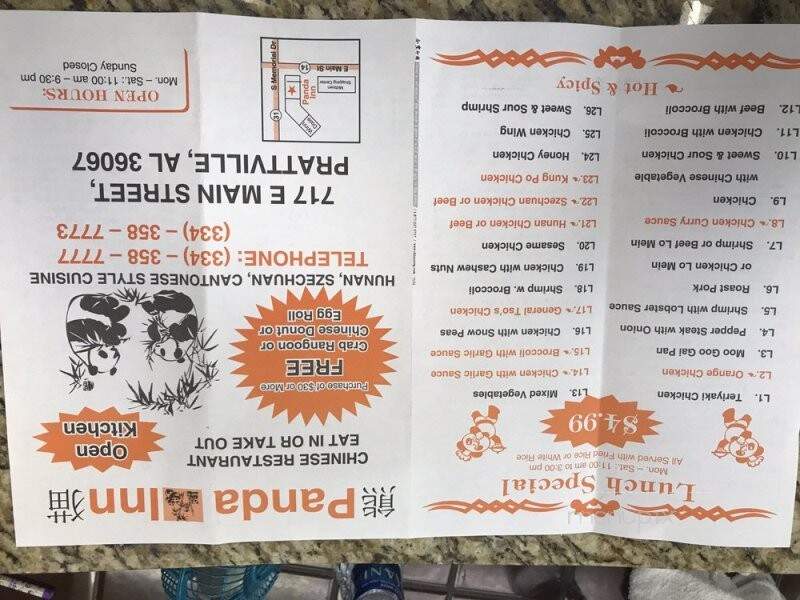 熊 Panda Inn 猫
CHINESE RESTAURANT
EAT IN OR TAKE OUT
Open
Kitchen
Purchase of $30 or More
FREE
Crab Rangoon or
Chinese Donut or
Egg Roll
HUNAN, SZECHUAN, CANTONESE STYLE CUISINE
TELEPHONE: (334) – 358 – 7777
(334) – 358 – 7773
717 E MAIN STREET,
PRATTVILLE, AL 36067
OPEN HOURS:
Mon. – Sat.: 11:00 am – 9:30 pm
Sunday Closed
31
S Memorial Dr.
Panda
Inn
Midtown
Shopping Center
14
E Main St
Lunch Special
Mon. – Sat.: 11:00 am to 3:00 pm
All Served with Fried Rice or White Rice
$4.99
L1. Teriyaki Chicken
L2. Orange Chicken
L3. Moo Goo Gai Pan
L4. Pepper Steak with Onion
L5. Shrimp with Lobster Sauce
L6. Roast Pork
or Chicken Lo Mein
L7. Shrimp or Beef Lo Mein
L8. Chicken Curry Sauce
L9. Chicken
with Chinese Vegetable
L10. Sweet & Sour Chicken
L11. Chicken with Broccoli
L12. Beef with Broccoli
L13. Mixed Vegetables
L14. Chicken with Garlic Sauce
L15. Broccoli with Garlic Sauce
L16. Chicken with Snow Peas
L17. General Tso's Chicken
L18. Shrimp w. Broccoli
L19. Chicken with Cashew Nuts
L20. Sesame Chicken
L21. Hunan Chicken or Beef
L22. Szechuan Chicken or Beef
L23. Kung Po Chicken
L24. Honey Chicken
L25. Chicken Wing
L26. Sweet & Sour Shrimp
Hot & Spicy